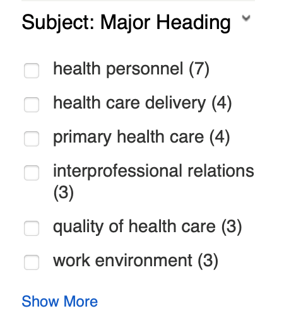 Subject: Major Heading
health personnel (7)
health care delivery (4)
primary health care (4)
interprofessional relations
(3)
quality of health care (3)
work environment (3)
Show More